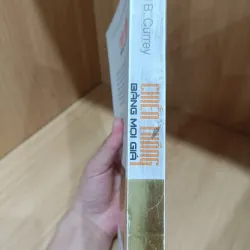 B. Currey
CHIẾN THẮNG
BẰNG MỌI GIÁ